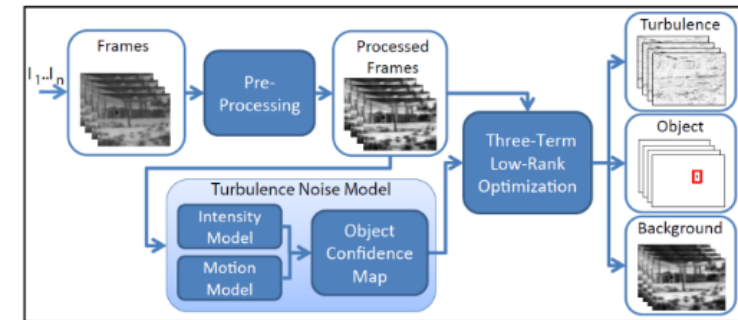 I1..In
Frames
Pre-
Processing
Processed
Frames
Turbulence Noise Model
Intensity
Model
Motion
Model
Object
Confidence
Map
Three-Term
Low-Rank
Optimization
Turbulence
Object
Background